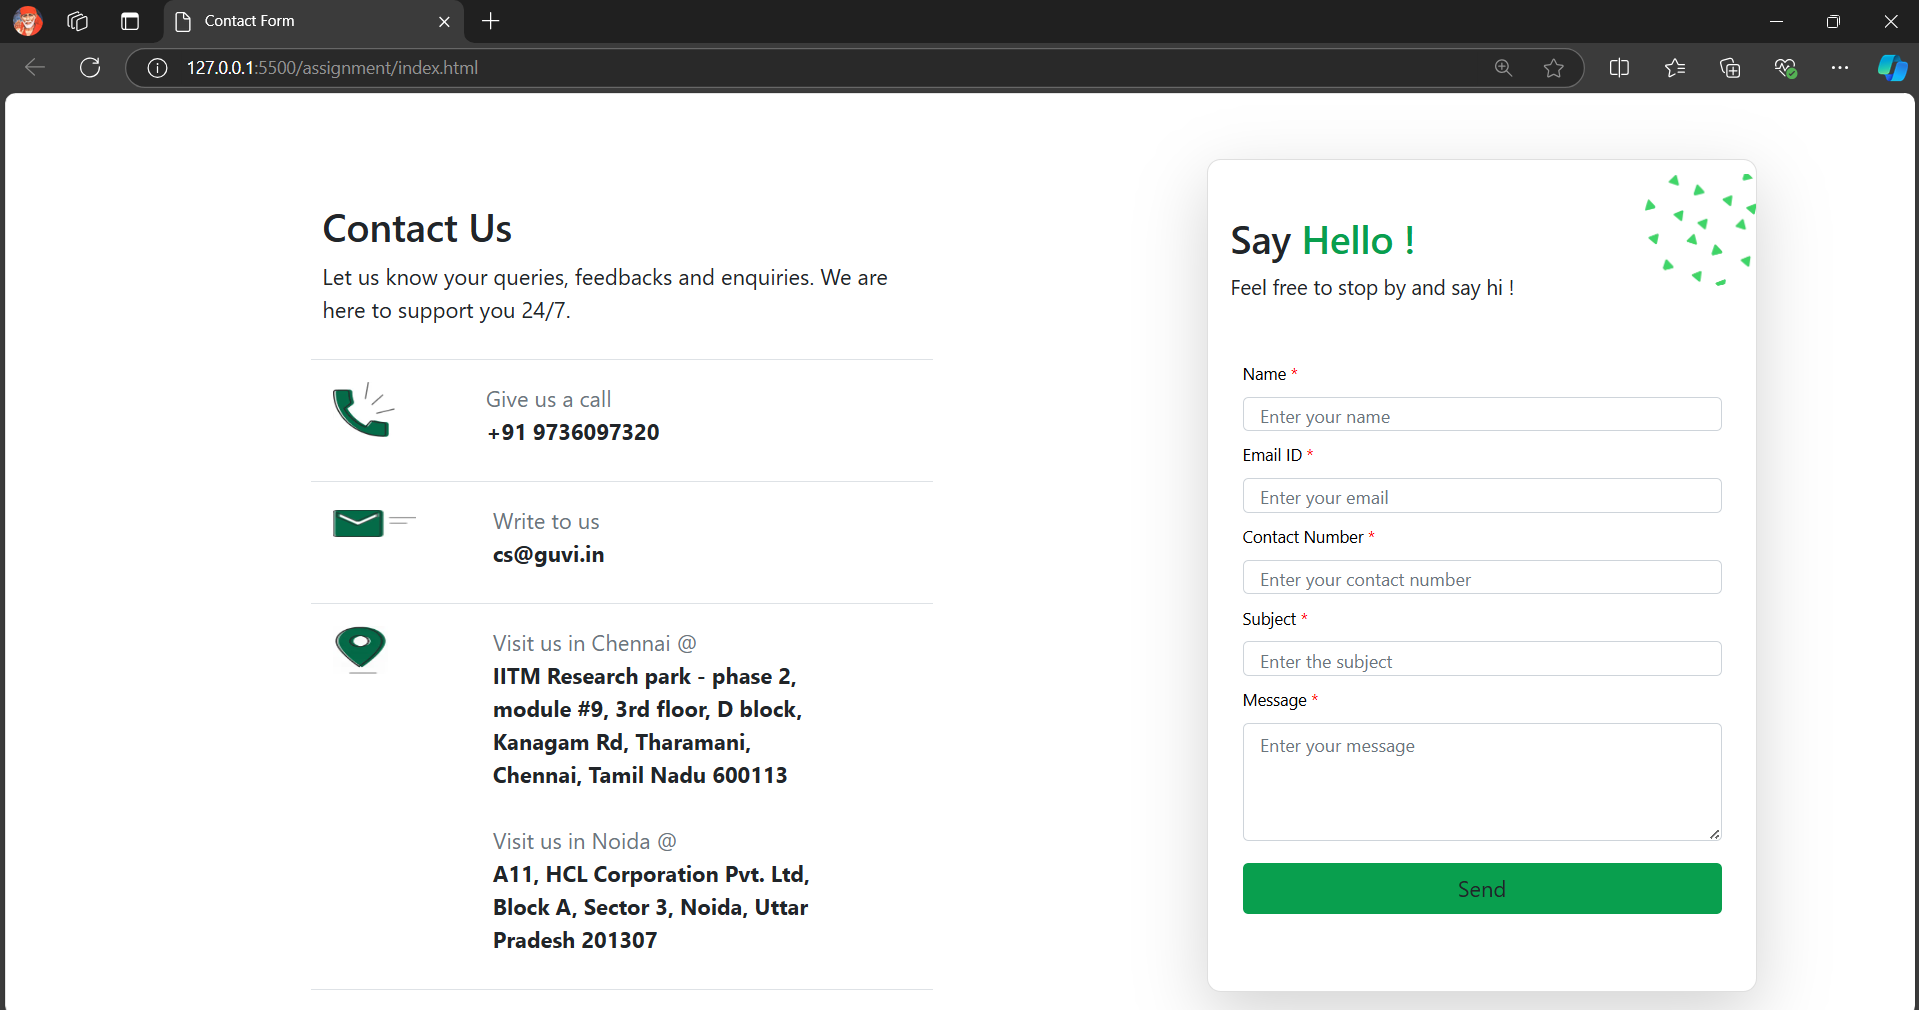 Contact Form
127.0.0.1:5500/assignment/index.html
Contact Us
Let us know your queries, feedbacks and enquiries. We are
here to support you 24/7.
Give us a call
+91 9736097320
Write to us
cs@guvi.in
Visit us in Chennai @
IITM Research park - phase 2,
module #9, 3rd floor, D block,
Kanagam Rd, Tharamani,
Chennai, Tamil Nadu 600113
Visit us in Noida @
A11, HCL Corporation Pvt. Ltd,
Block A, Sector 3, Noida, Uttar
Pradesh 201307
Say Hello !
Feel free to stop by and say hi !
Name *
Enter your name
Email ID *
Enter your email
Contact Number *
Enter your contact number
Subject *
Enter the subject
Message *
Enter your message
Send